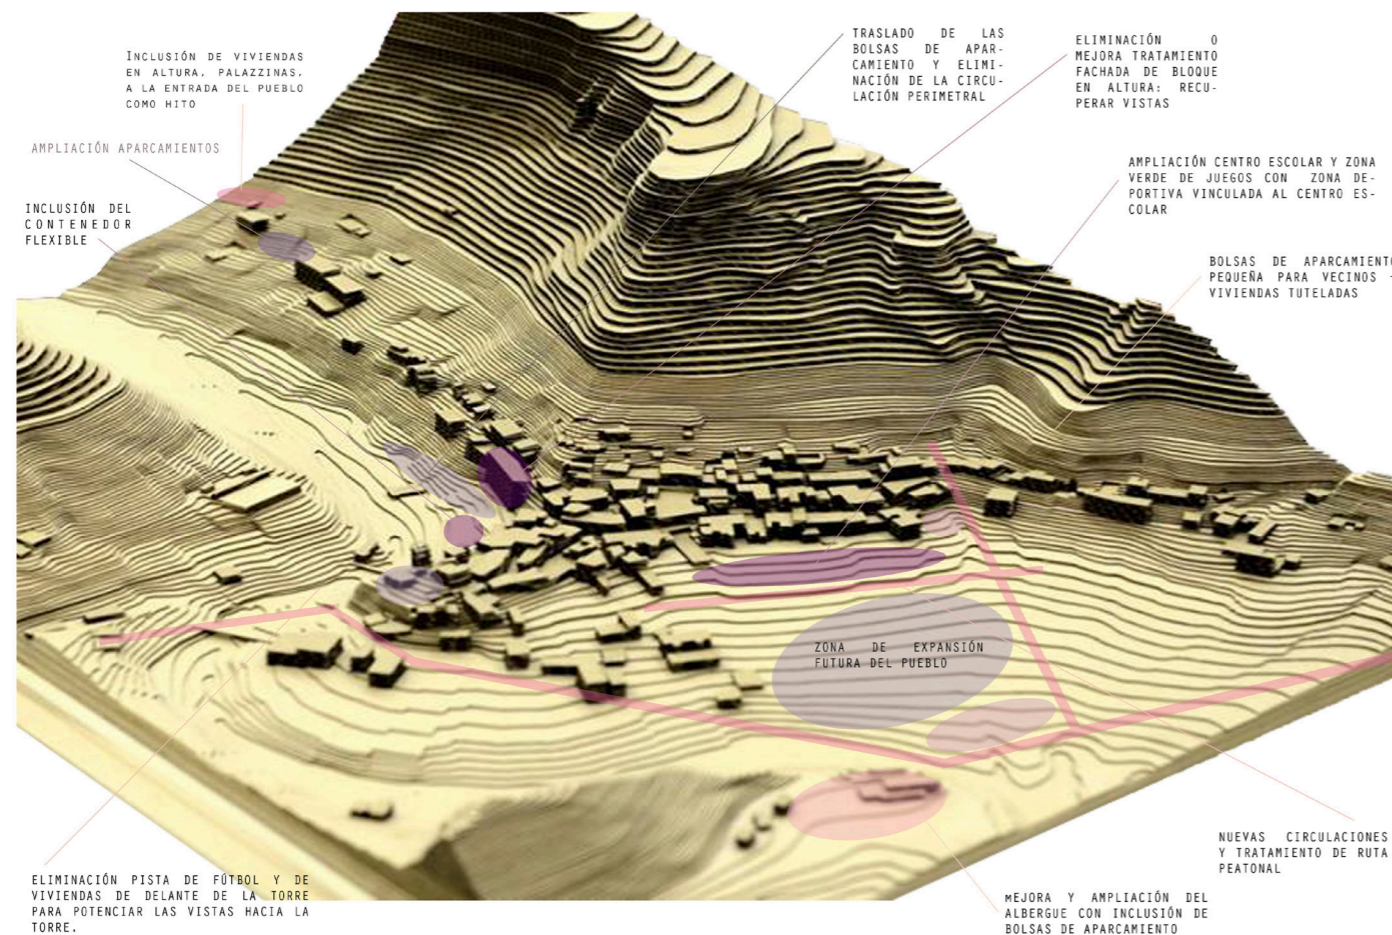 INCLUSIÓN DE VIVIENDAS
EN ALTURA, PALAZZINAS,
A LA ENTRADA DEL PUEBLO
COMO HITO
AMPLIACIÓN APARCAMIENTOS
INCLUSIÓN DEL
CONTENEDOR
FLEXIBLE
TRASLADO DE LAS
BOLSAS DE APAR-
CAMIENTO Y ELIMI-
NACIÓN DE LA CIRCU-
LACIÓN PERIMETRAL
ELIMINACIÓN O
MEJORA TRATAMIENTO
FACHADA DE BLOQUE
EN ALTURA: RECU-
PERAR VISTAS
AMPLIACIÓN CENTRO ESCOLAR Y ZONA
VERDE DE JUEGOS CON ZONA DE-
PORTIVA VINCULADA AL CENTRO ES-
COLAR
BOLSAS DE APARCAMIENTO
PEQUEÑA PARA VECINOS
VIVIENDAS TUTELADAS
ZONA DE EXPANSIÓN
FUTURA DEL PUEBLO
NUEVAS CIRCULACIONES
Y TRATAMIENTO DE RUTA
PEATONAL
MEJORA Y AMPLIACIÓN DEL
ALBERGUE CON INCLUSIÓN DE
BOLSAS DE APARCAMIENTO
ELIMINACIÓN PISTA DE FÚTBOL Y DE
VIVIENDAS DE DELANTE DE LA TORRE
PARA POTENCIAR LAS VISTAS HACIA LA
TORRE.